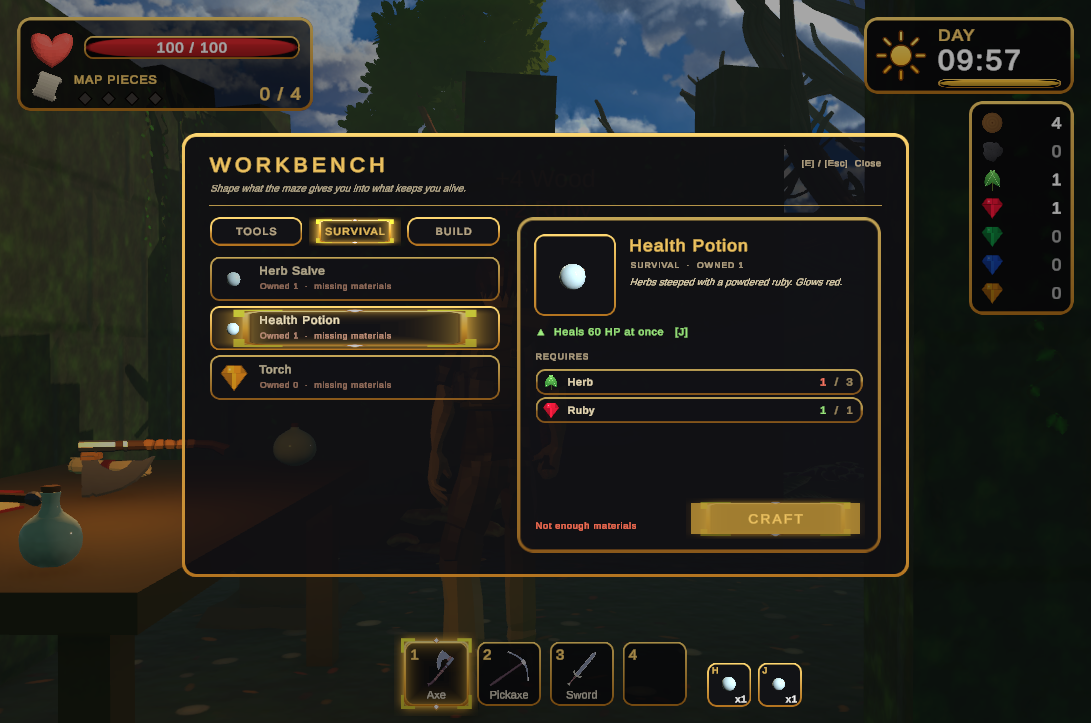 100 / 100
MAP PIECES
0 / 4
DAY
09:57
4
0
1
1
0
0
0
WORKBENCH
[E] / [Esc] Close
Shape what the maze gives you into what keeps you alive.
TOOLS
SURVIVAL
BUILD
Herb Salve
Owned 1 · missing materials
Health Potion
Owned 1 · missing materials
Torch
Owned 0 · missing materials
Health Potion
SURVIVAL · OWNED 1
Herbs steeped with a powdered ruby. Glows red.
▲ Heals 60 HP at once [J]
REQUIRES
Herb 1 / 3
Ruby 1 / 1
Not enough materials
CRAFT
1
Axe
2
Pickaxe
3
Sword
4
H
x1
J
x1